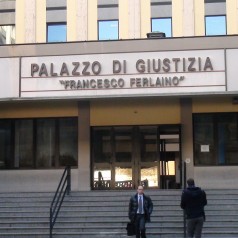 PALAZZO DI GIUSTIZIA
"FRANCESCO FERLAINO"